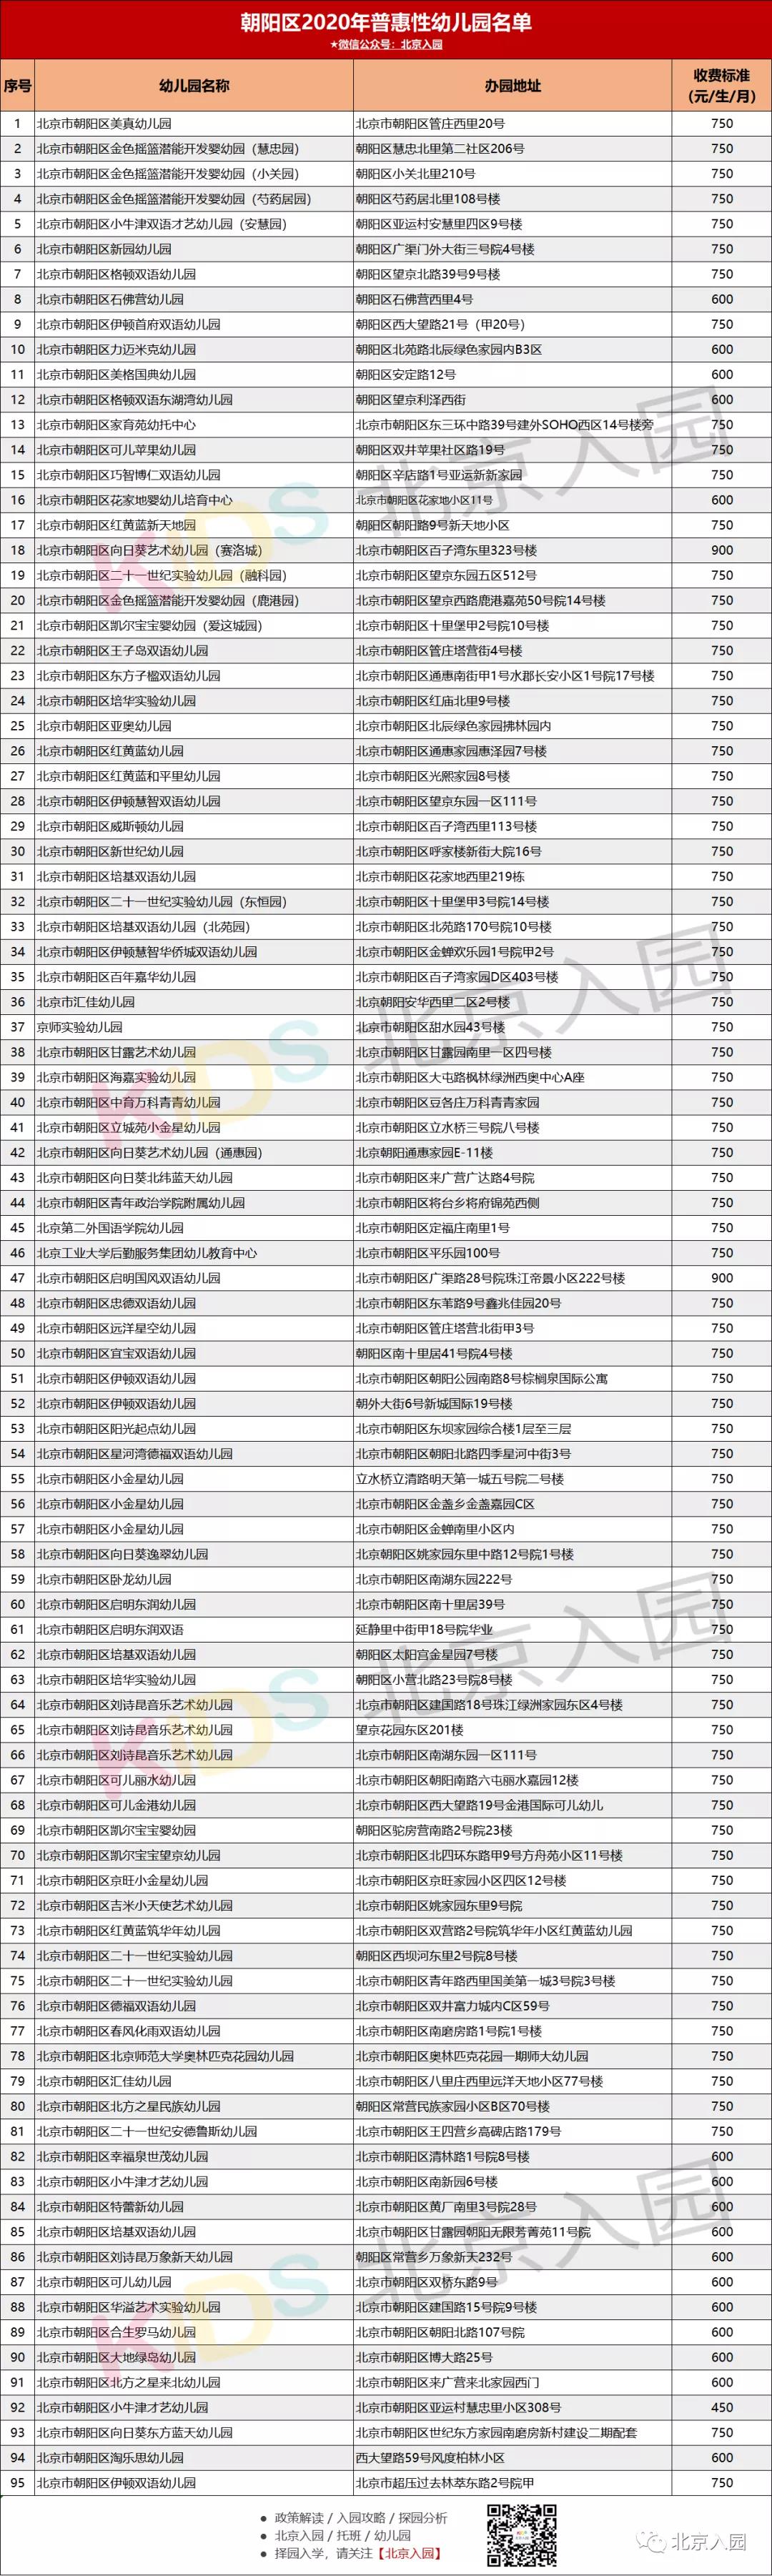 朝阳区2020年普惠性幼儿园名单
★微信公众号：北京入园
序号 幼儿园名称 办园地址 收费标准
(元/生/月)
1 北京市朝阳区美真幼儿园 北京市朝阳区管庄西里20号 750
2 北京市朝阳区金色摇篮潜能开发婴幼园（慧忠园） 朝阳区慧忠北里第二社区206号 750
3 北京市朝阳区金色摇篮潜能开发婴幼园（小关园） 朝阳区小关北里210号 750
4 北京市朝阳区金色摇篮潜能开发婴幼园（芍药居园） 朝阳区芍药居北里108号楼 750
5 北京市朝阳区小牛津双语才艺幼儿园（安慧园） 朝阳区亚运村安慧里四区9号楼 750
6 北京市朝阳区新园幼儿园 朝阳区广渠门外大街三号院4号楼 750
7 北京市朝阳区格顿双语幼儿园 朝阳区望京北路39号9号楼 750
8 北京市朝阳区石佛营幼儿园 朝阳区石佛营西里4号 600
9 北京市朝阳区伊顿首府双语幼儿园 朝阳区西大望路21号（甲20号） 750
10 北京市朝阳区力迈米克幼儿园 朝阳区北苑路北辰绿色家园内B3区 600
11 北京市朝阳区美格国典幼儿园 朝阳区安定路12号 600
12 北京市朝阳区格顿双语东湖湾幼儿园 朝阳区望京利泽西街 600
13 北京市朝阳区家育苑幼托中心 北京市朝阳区东三环中路39号建外SOHO西区14号楼旁 750
14 北京市朝阳区可儿苹果幼儿园 朝阳区双井苹果社区路19号 750
15 北京市朝阳区巧智博仁双语幼儿园 朝阳区辛店路1号亚运新新家园 750
16 北京市朝阳区花家地婴幼儿培育中心 北京市朝阳区花家地小区11号 600
17 北京市朝阳区红黄蓝新天地园 朝阳区朝阳路9号新天地小区 750
18 北京市朝阳区向日葵艺术幼儿园（赛洛城） 北京市朝阳区百子湾东里323号楼 900
19 北京市朝阳区二十一世纪实验幼儿园（融科园） 北京市朝阳区望京东园五区512号 750
20 北京市朝阳区金色摇篮潜能开发婴幼园（鹿港园） 北京市朝阳区望京西路鹿港嘉苑50号院14号楼 750
21 北京市朝阳区凯尔宝宝婴幼园（爱这城园） 北京市朝阳区十里堡甲2号院10号楼 750
22 北京市朝阳区王子岛双语幼儿园 北京市朝阳区管庄塔营街4号楼 750
23 北京市朝阳区东方子楹双语幼儿园 北京市朝阳区通惠南街甲1号水郡长安小区1号院17号楼 750
24 北京市朝阳区培华实验幼儿园 北京市朝阳区红庙北里9号楼 750
25 北京市朝阳区亚奥幼儿园 北京市朝阳区北辰绿色家园拂林园内 750
26 北京市朝阳区红黄蓝幼儿园 北京市朝阳区通惠家园惠泽园7号楼 750
27 北京市朝阳区红黄蓝和平里幼儿园 北京市朝阳区光熙家园8号楼 750
28 北京市朝阳区伊顿慧智双语幼儿园 北京市朝阳区望京东园一区111号 750
29 北京市朝阳区威斯顿幼儿园 北京市朝阳区百子湾西里113号楼 750
30 北京市朝阳区新世纪幼儿园 北京市朝阳区呼家楼新街大院16号 750
31 北京市朝阳区培基双语幼儿园 北京市朝阳区花家地西里219栋 750
32 北京市朝阳区二十一世纪实验幼儿园（东恒园） 北京市朝阳区十里堡甲3号院14号楼 750
33 北京市朝阳区培基双语幼儿园（北苑园） 北京市朝阳区北苑路170号院10号楼 750
34 北京市朝阳区伊顿慧智华侨城双语幼儿园 北京市朝阳区金蝉欢乐园1号院甲2号 750
35 北京市朝阳区百年嘉华幼儿园 北京市朝阳区百子湾家园D区403号楼 750
36 北京市汇佳幼儿园 北京朝阳安华西里二区2号楼 750
37 京师实验幼儿园 北京市朝阳区甜水园43号楼 750
38 北京市朝阳区甘露艺术幼儿园 北京市朝阳区甘露园南里一区四号楼 750
39 北京市朝阳区海嘉实验幼儿园 北京市朝阳区大屯路枫林绿洲西奥中心A座 750
40 北京市朝阳区中育万科青青幼儿园 北京市朝阳区豆各庄万科青青家园 750
41 北京市朝阳区立城苑小金星幼儿园 北京市朝阳区立水桥三号院八号楼 750
42 北京市朝阳区向日葵艺术幼儿园（通惠园） 北京朝阳通惠家园E-11楼 750
43 北京市朝阳区向日葵北纬蓝天幼儿园 北京市朝阳区来广营广达路4号院 750
44 北京市朝阳区青年政治学院附属幼儿园 北京市朝阳区将台乡将府锦苑西侧 750
45 北京第二外国语学院幼儿园 北京市朝阳区定福庄南里1号 750
46 北京工业大学后勤服务集团幼儿教育中心 北京市朝阳区平乐园100号 750
47 北京市朝阳区启明国风双语幼儿园 北京市朝阳区广渠路28号院珠江帝景小区222号楼 900
48 北京市朝阳区忠德双语幼儿园 北京市朝阳区东苇路9号鑫兆佳园20号 750
49 北京市朝阳区远洋星空幼儿园 北京市朝阳区管庄塔营北街甲3号 750
50 北京市朝阳区宜宝双语幼儿园 朝阳区南十里居41号院4号楼 750
51 北京市朝阳区伊顿双语幼儿园 北京市朝阳区朝阳公园南路8号棕榈泉国际公寓 750
52 北京市朝阳区伊顿双语幼儿园 朝外大街6号新城国际19号楼 750
53 北京市朝阳区阳光起点幼儿园 北京市朝阳区东坝家园综合楼1层至三层 750
54 北京市朝阳区星河湾德福双语幼儿园 北京市朝阳区朝阳北路四季星河中街3号 750
55 北京市朝阳区小金星幼儿园 立水桥立清路明天第一城五号院二号楼 750
56 北京市朝阳区小金星幼儿园 北京市朝阳区金盏乡金盏嘉园C区 750
57 北京市朝阳区小金星幼儿园 北京市朝阳区金蝉南里小区内 750
58 北京市朝阳区向日葵逸翠幼儿园 北京朝阳区姚家园东里中路12号院1号楼 750
59 北京市朝阳区卧龙幼儿园 北京市朝阳区南湖东园222号 750
60 北京市朝阳区启明东润幼儿园 北京市朝阳区南十里居39号 750
61 北京市朝阳区启明东润双语 延静里中街甲18号院华业 750
62 北京市朝阳区培基双语幼儿园 朝阳区太阳宫金星园7号楼 750
63 北京市朝阳区培华实验幼儿园 朝阳区小营北路23号院8号楼 750
64 北京市朝阳区刘诗昆音乐艺术幼儿园 北京市朝阳区建国路18号珠江绿洲家园东区4号楼 750
65 北京市朝阳区刘诗昆音乐艺术幼儿园 望京花园东区201楼 750
66 北京市朝阳区刘诗昆音乐艺术幼儿园 北京市朝阳区南湖东园一区111号 750
67 北京市朝阳区可儿丽水幼儿园 北京市朝阳区朝阳南路六屯丽水嘉园12楼 750
68 北京市朝阳区可儿金港幼儿园 北京市朝阳区西大望路19号金港国际可儿幼儿 750
69 北京市朝阳区凯尔宝宝婴幼园 朝阳区驼房营南路2号院23楼 750
70 北京市朝阳区凯尔宝宝望京幼儿园 北京市朝阳区北四环东路甲9号方舟苑小区11号楼 750
71 北京市朝阳区京旺小金星幼儿园 北京市朝阳区京旺家园小区四区12号楼 750
72 北京市朝阳区吉米小天使艺术幼儿园 北京市朝阳区姚家园东里9号院 750
73 北京市朝阳区红黄蓝筑华年幼儿园 北京市朝阳区双营路2号院筑华年小区红黄蓝幼儿园 750
74 北京市朝阳区二十一世纪实验幼儿园 朝阳区西坝河东里2号院8号楼 750
75 北京市朝阳区二十一世纪实验幼儿园 北京市朝阳区青年路西里国美第一城3号院3号楼 750
76 北京市朝阳区德福双语幼儿园 北京市朝阳区双井富力城内C区59号 750
77 北京市朝阳区春风化雨双语幼儿园 北京市朝阳区南磨房路1号院1号楼 750
78 北京市朝阳区北京师范大学奥林匹克花园幼儿园 北京市朝阳区奥林匹克花园一期师大幼儿园 750
79 北京市朝阳区汇佳幼儿园 北京市朝阳区八里庄西里远洋天地小区77号楼 750
80 北京市朝阳区北方之星民族幼儿园 朝阳区常营民族家园小区B区70号楼 750
81 北京市朝阳区二十一世纪安德鲁斯幼儿园 北京市朝阳区王四营乡高碑店路179号 750
82 北京市朝阳区幸福泉世茂幼儿园 北京市朝阳区清林路1号院8号楼 600
83 北京市朝阳区小牛津才艺幼儿园 北京市朝阳区南新园6号楼 600
84 北京市朝阳区特蕾新幼儿园 北京市朝阳区黄厂南里3号院28号 600
85 北京市朝阳区培基双语幼儿园 北京市朝阳区甘露园朝阳无限芳菁苑11号院 600
86 北京市朝阳区刘诗昆万象新天幼儿园 朝阳区常营乡万象新天232号 600
87 北京市朝阳区可儿幼儿园 北京市朝阳区双桥东路9号 600
88 北京市朝阳区华溢艺术实验幼儿园 北京市朝阳区建国路15号院9号楼 600
89 北京市朝阳区合生罗马幼儿园 北京市朝阳区朝阳北路107号院 600
90 北京市朝阳区大地绿岛幼儿园 北京市朝阳区博大路25号 600
91 北京市朝阳区北方之星来北幼儿园 北京市朝阳区来广营来北家园西门 600
92 北京市朝阳区小牛津才艺幼儿园 北京市朝阳区亚运村慧忠里小区308号 450
93 北京市朝阳区向日葵东方蓝天幼儿园 北京市朝阳区世纪东方家园南磨房新村建设二期配套 750
94 北京市朝阳区淘乐思幼儿园 西大望路59号风度柏林小区 600
95 北京市朝阳区伊顿双语幼儿园 北京市超压过去林萃东路2号院甲 750
● 政策解读 / 入园攻略 / 探园分析
● 北京入园 / 托班 / 幼儿园
● 择园入学，请关注【北京入园】
北京入园
KiDS 北京入园
KiDS 北京入园
KiDS 北京入园
KiDS 北京入园